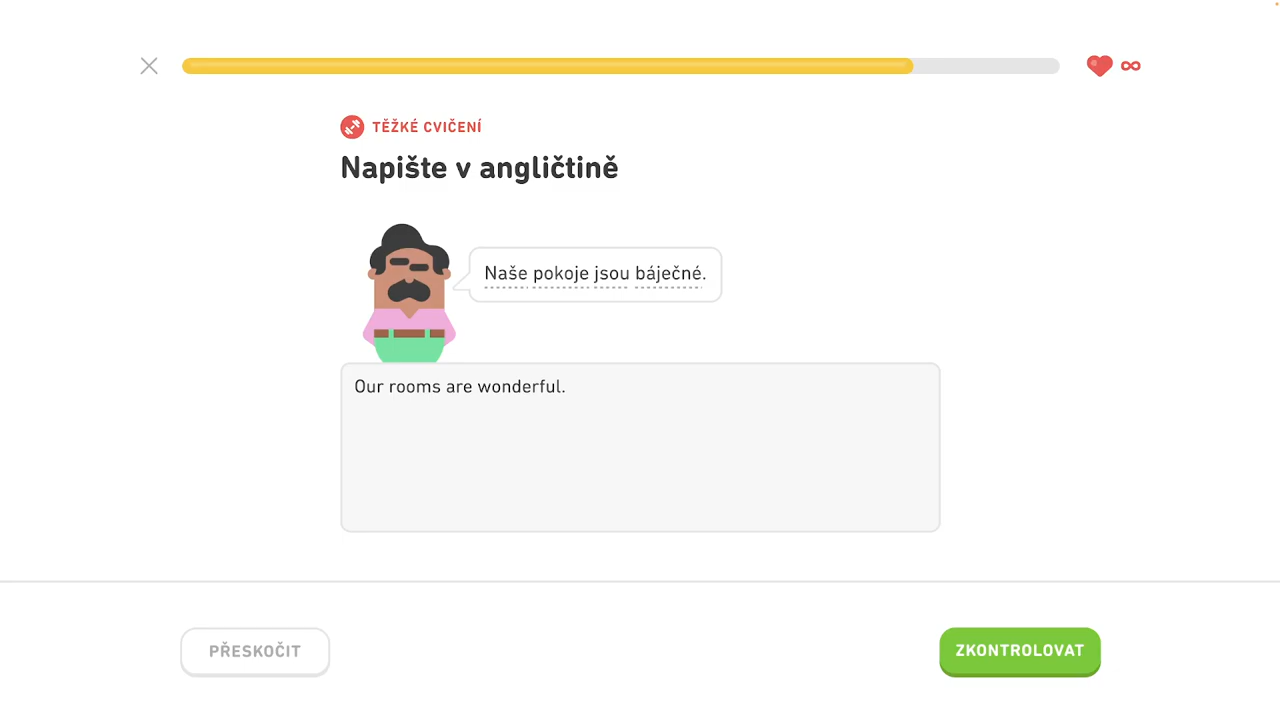 ∞
TĚŽKÉ CVIČENÍ
Napište v angličtině
Naše pokoje jsou báječné.
Our rooms are wonderful.
PŘESKOČIT
ZKONTROLOVAT